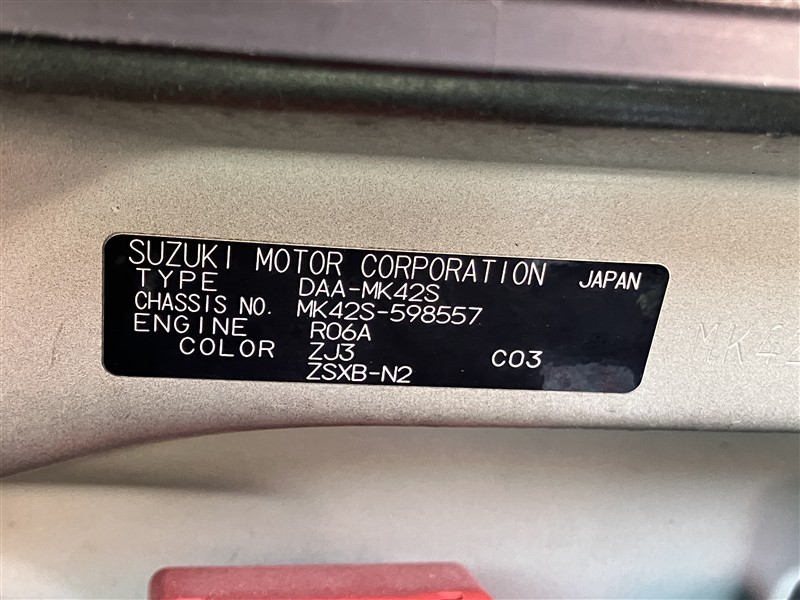 SUZUKI MOTOR CORPORATION JAPAN
TYPE DAA-MK42S
CHASSIS NO. MK42S-598557
ENGINE R06A
COLOR ZJ3 C03
ZSXB-N2